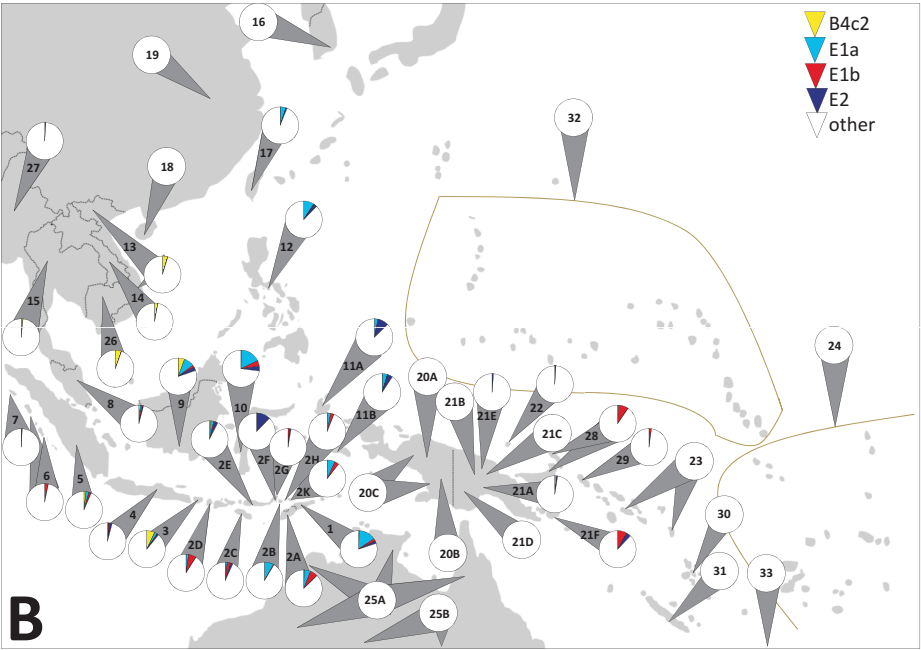 16
B4c2
19
E1a
E1b
E2
other
32
17
27
18
12
13
15
14
24
26
11A
20A
8
9
10
21B
21E
22
11B
7
21C
28
2E
2F
2G
2H
29
23
6
5
2K
20C
21A
4
3
30
2D
2C
2B
2A
1
21D
21F
20B
31
33
25A
25B
B